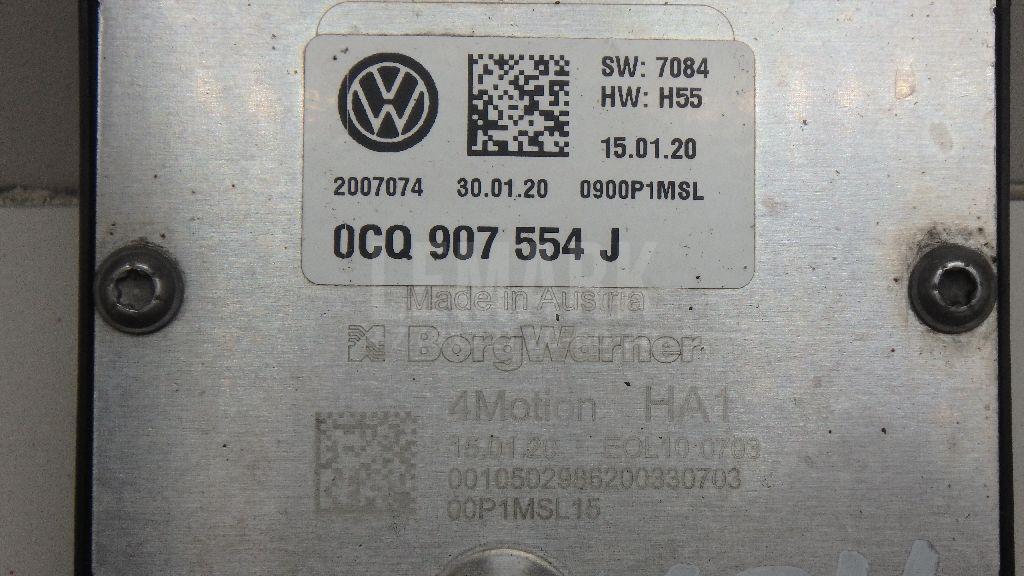 SW: 7084
HW: H55
15.01.20
2007074 30.01.20 0900P1MSL
0CQ 907 554 J
LEMARK
Made in Austria
BorgWarner
4Motion HA1
15.01.20 EOL10 0703
0010502986200330703
00P1MSL15